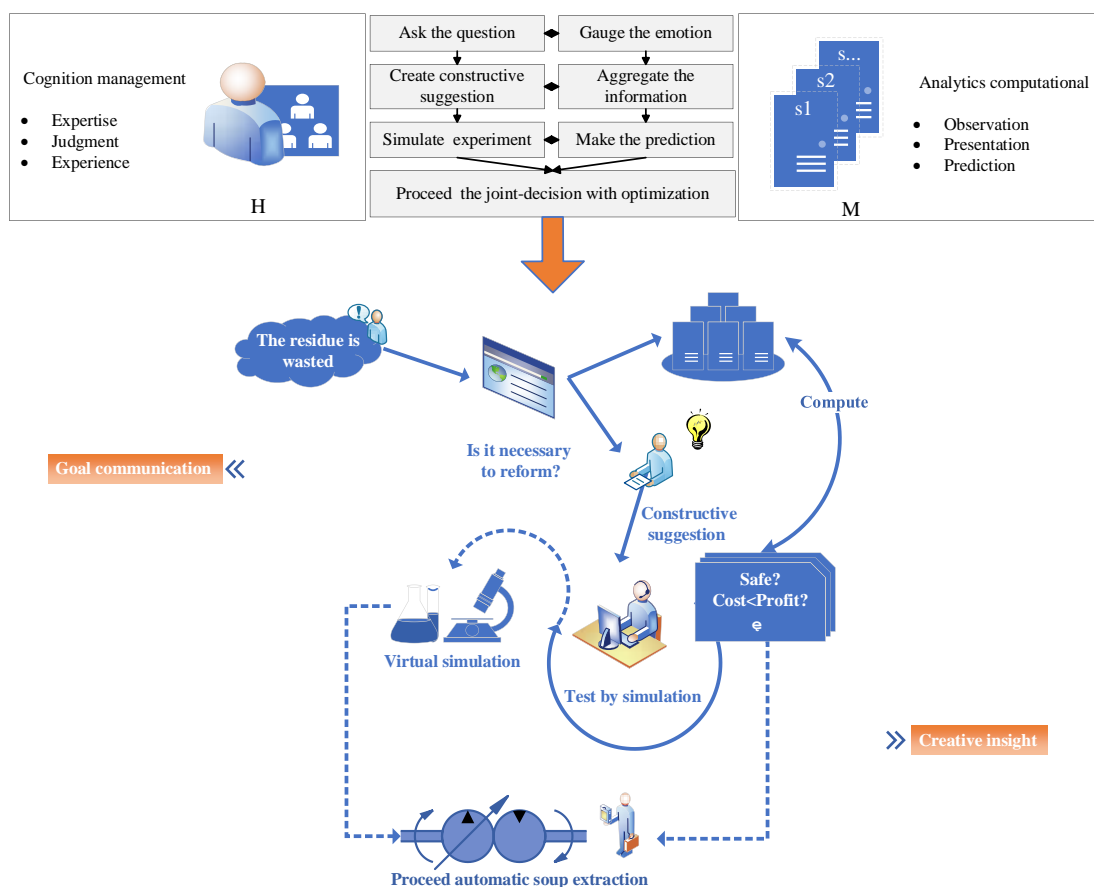 Cognition management
• Expertise
• Judgment
• Experience
H
Ask the question
Gauge the emotion
Create constructive
suggestion
Aggregate the
information
Simulate experiment
Make the prediction
Proceed the joint-decision with optimization
s...
s2
s1
Analytics computational
• Observation
• Presentation
• Prediction
M
The residue is
wasted
Is it necessary
to reform?
Compute
Goal communication
Constructive
suggestion
Safe?
Cost<Profit?
Virtual simulation
Test by simulation
Creative insight
Proceed automatic soup extraction